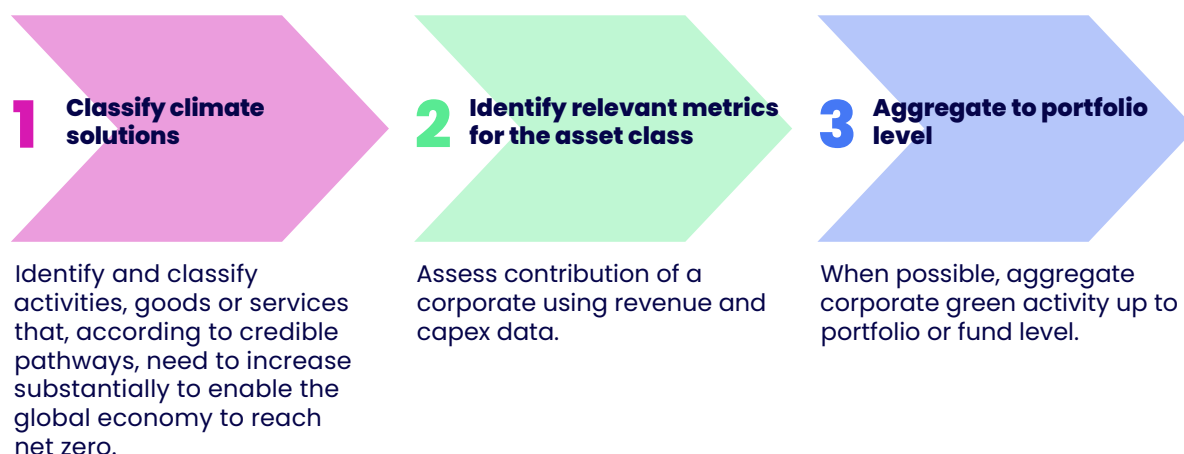 1
Classify climate
solutions
Identify and classify
activities, goods or services
that, according to credible
pathways, need to increase
substantially to enable the
global economy to reach
net zero.
2
Identify relevant metrics
for the asset class
Assess contribution of a
corporate using revenue and
capex data.
3
Aggregate to portfolio
level
When possible, aggregate
corporate green activity up to
portfolio or fund level.